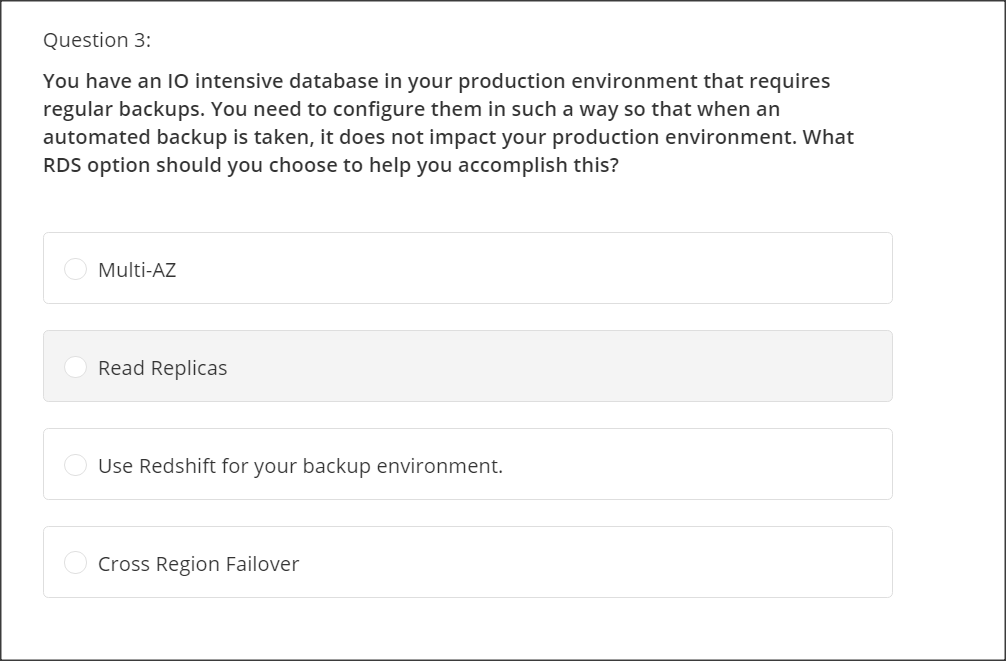 Question 3:
You have an IO intensive database in your production environment that requires
regular backups. You need to configure them in such a way so that when an
automated backup is taken, it does not impact your production environment. What
RDS option should you choose to help you accomplish this?
Multi-AZ
Read Replicas
Use Redshift for your backup environment.
Cross Region Failover